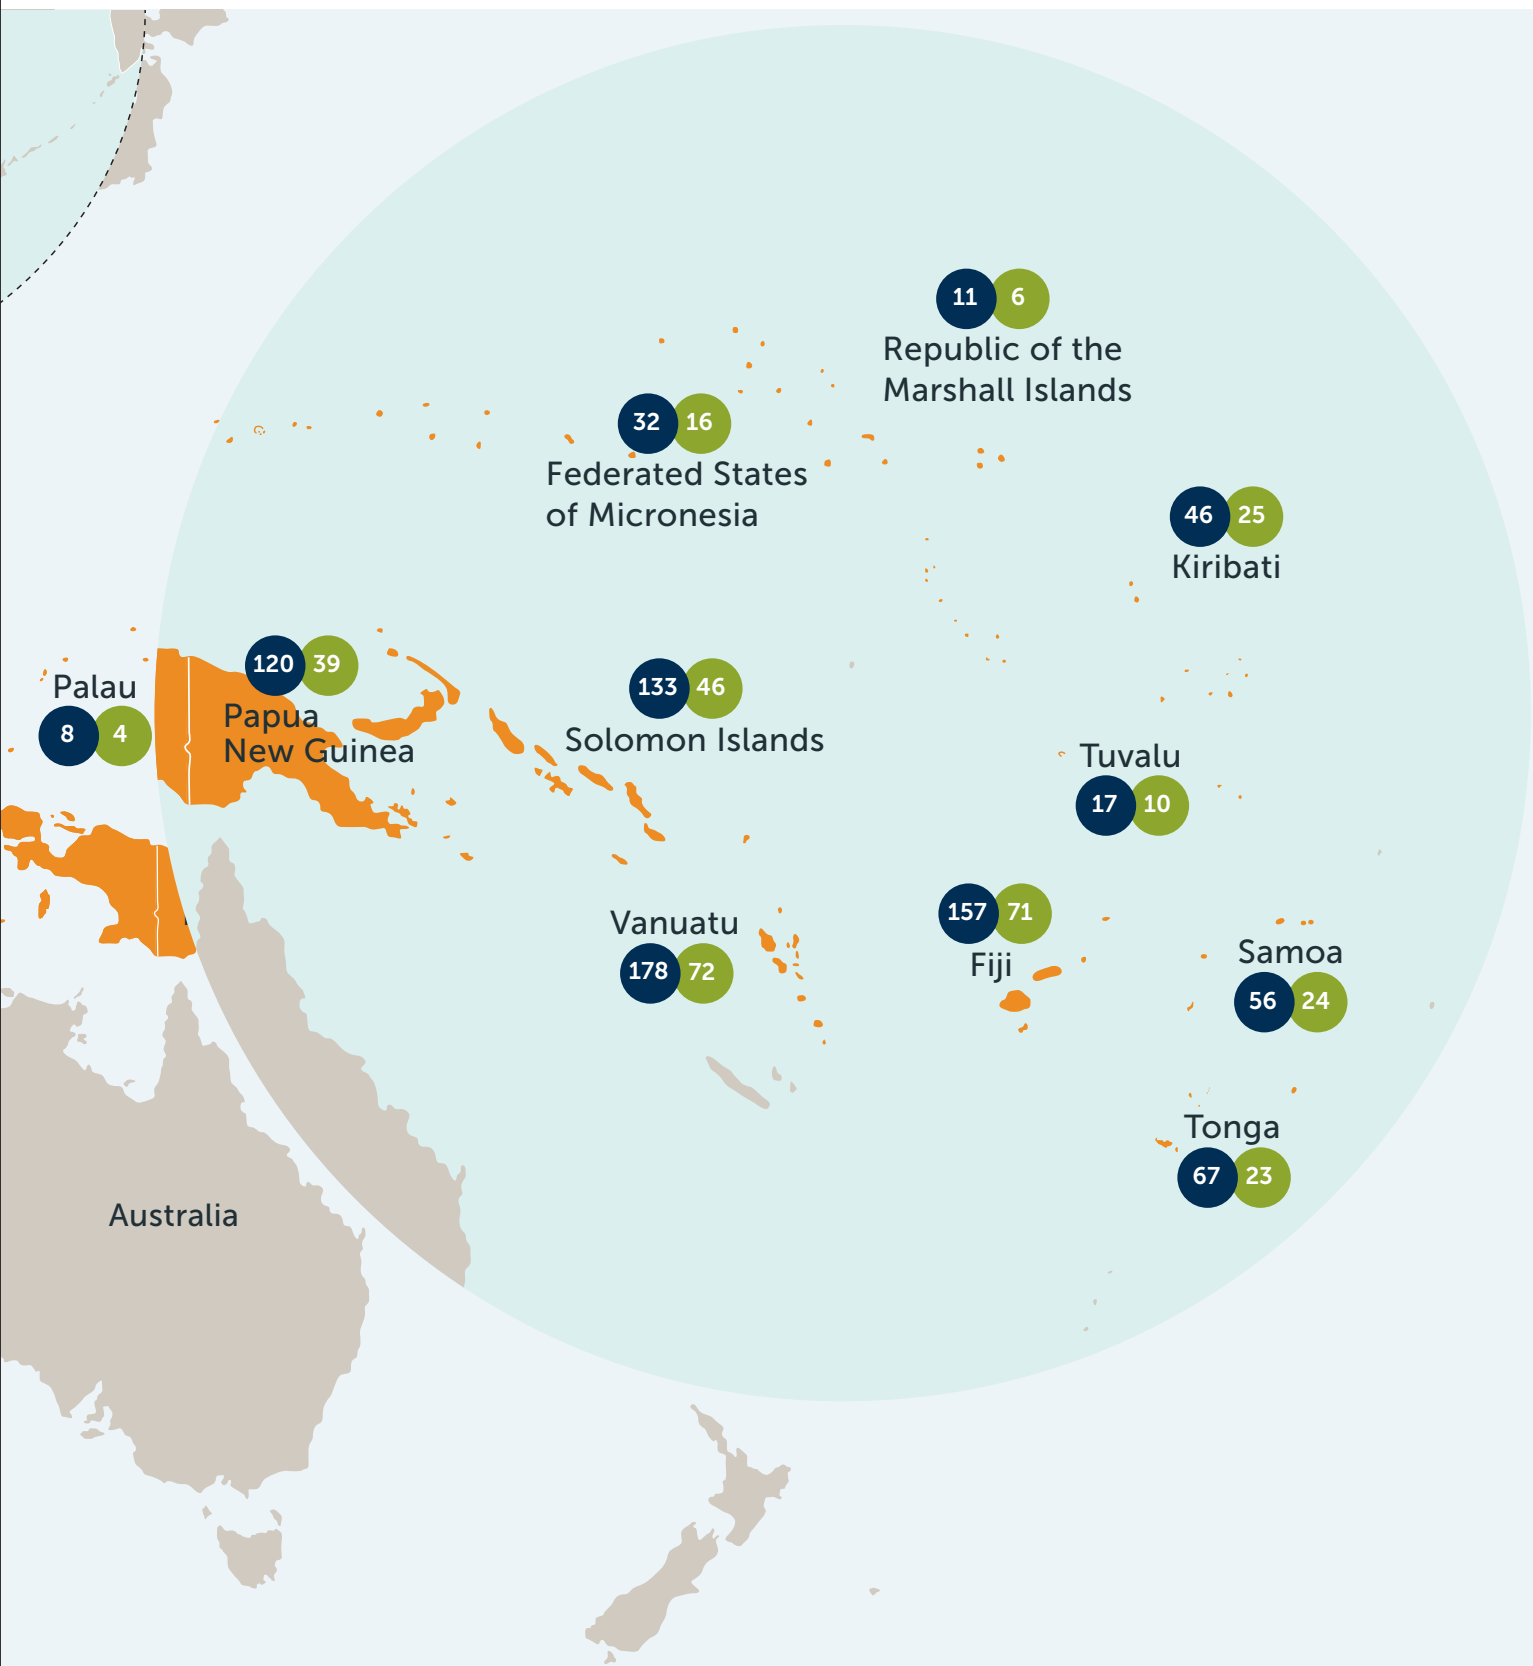 11 6
Republic of the
Marshall Islands
32 16
Federated States
of Micronesia
46 25
Kiribati
120 39
Papua
New Guinea
Palau
8 4
133 46
Solomon Islands
Tuvalu
17 10
157 71
Fiji
Vanuatu
178 72
Samoa
56 24
Tonga
67 23
Australia